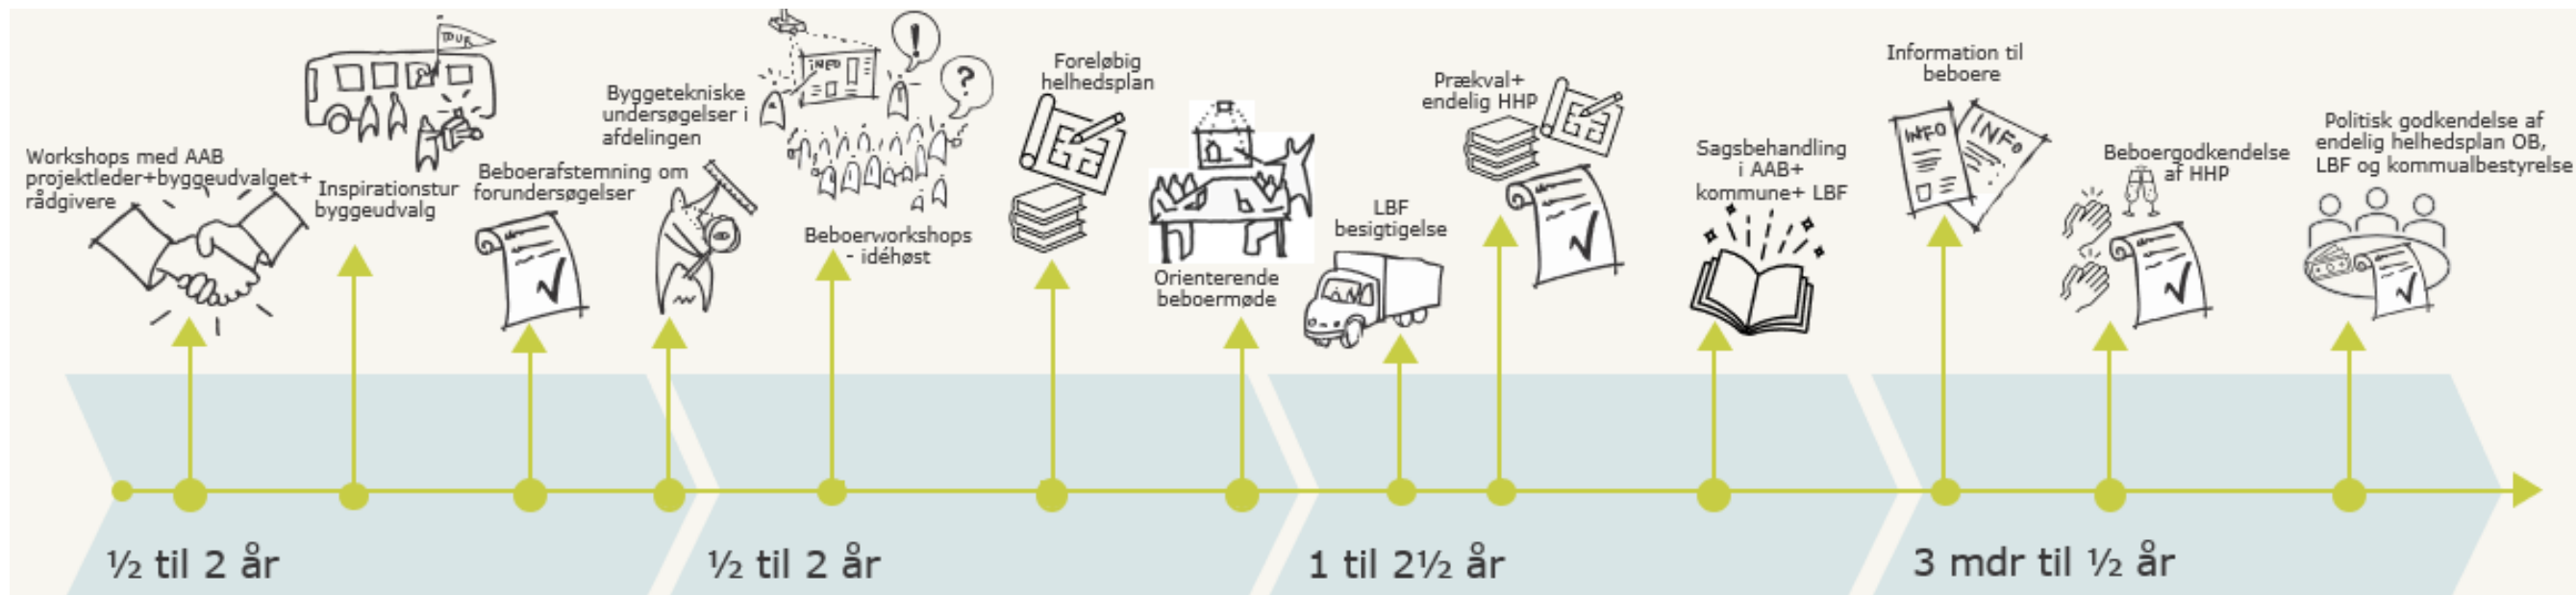 Workshops med AAB
projektleder+byggeudvalget+
rådgivere
TOUR
Inspirationstur
byggeudvalg
Beboerafstemning om
forundersøgelser
Byggetekniske
undersøgelser i
afdelingen
INFO
!
?
Beboerworkshops
- idéhøst
Foreløbig
helhedsplan
Orienterende
beboermøde
LBF
besigtigelse
Prækval+
endelig HHP
Sagsbehandling
i AAB+
kommune+ LBF
Information til
beboere
INFO
INFO
Beboergodkendelse
af HHP
Politisk godkendelse af
endelig helhedsplan OB,
LBF og kommualbestyrelse
½ til 2 år
½ til 2 år
1 til 2½ år
3 mdr til ½ år